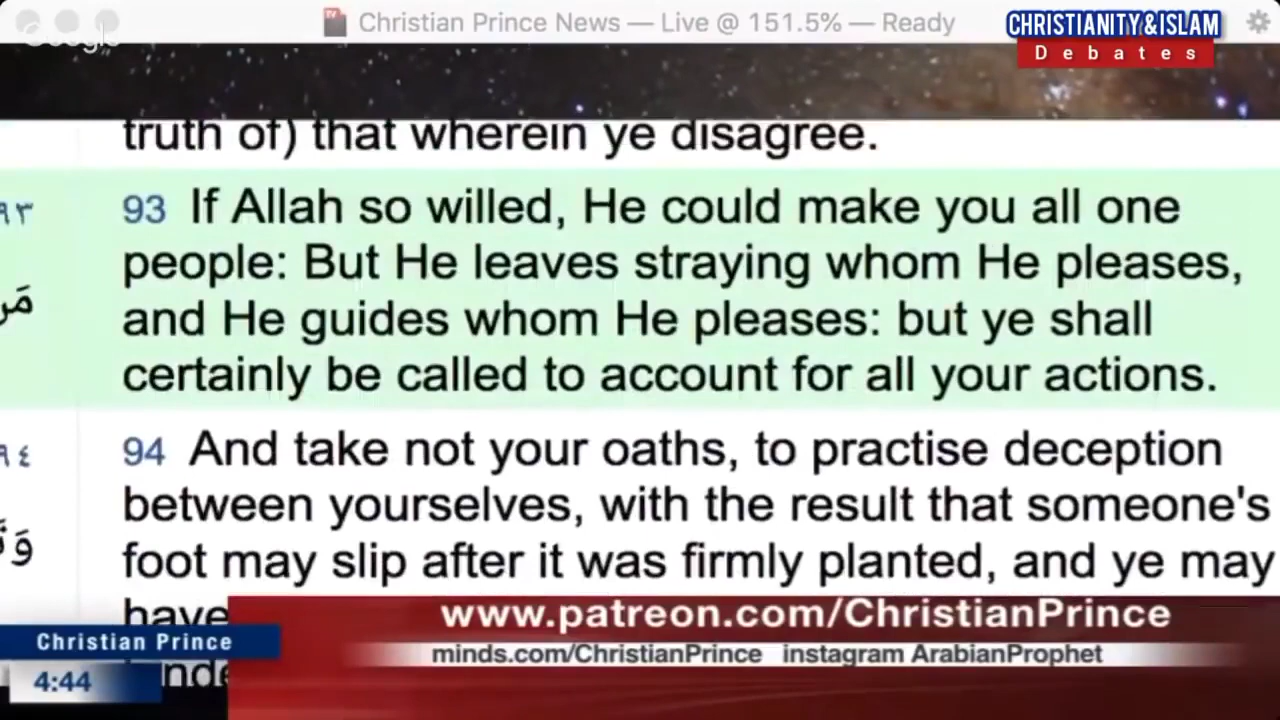 Christian Prince News — Live @ 151.5% — Ready
Google
CHRISTIANITY&ISLAM
Debates
truth of) that wherein ye disagree.
٩٣
93 If Allah so willed, He could make you all one
people: But He leaves straying whom He pleases,
and He guides whom He pleases: but ye shall
certainly be called to account for all your actions.
٩٤
94 And take not your oaths, to practise deception
between yourselves, with the result that someone's
foot may slip after it was firmly planted, and ye may
have
www.patreon.com/ChristianPrince
minds.com/ChristianPrince instagram ArabianProphet
Christian Prince
4:44